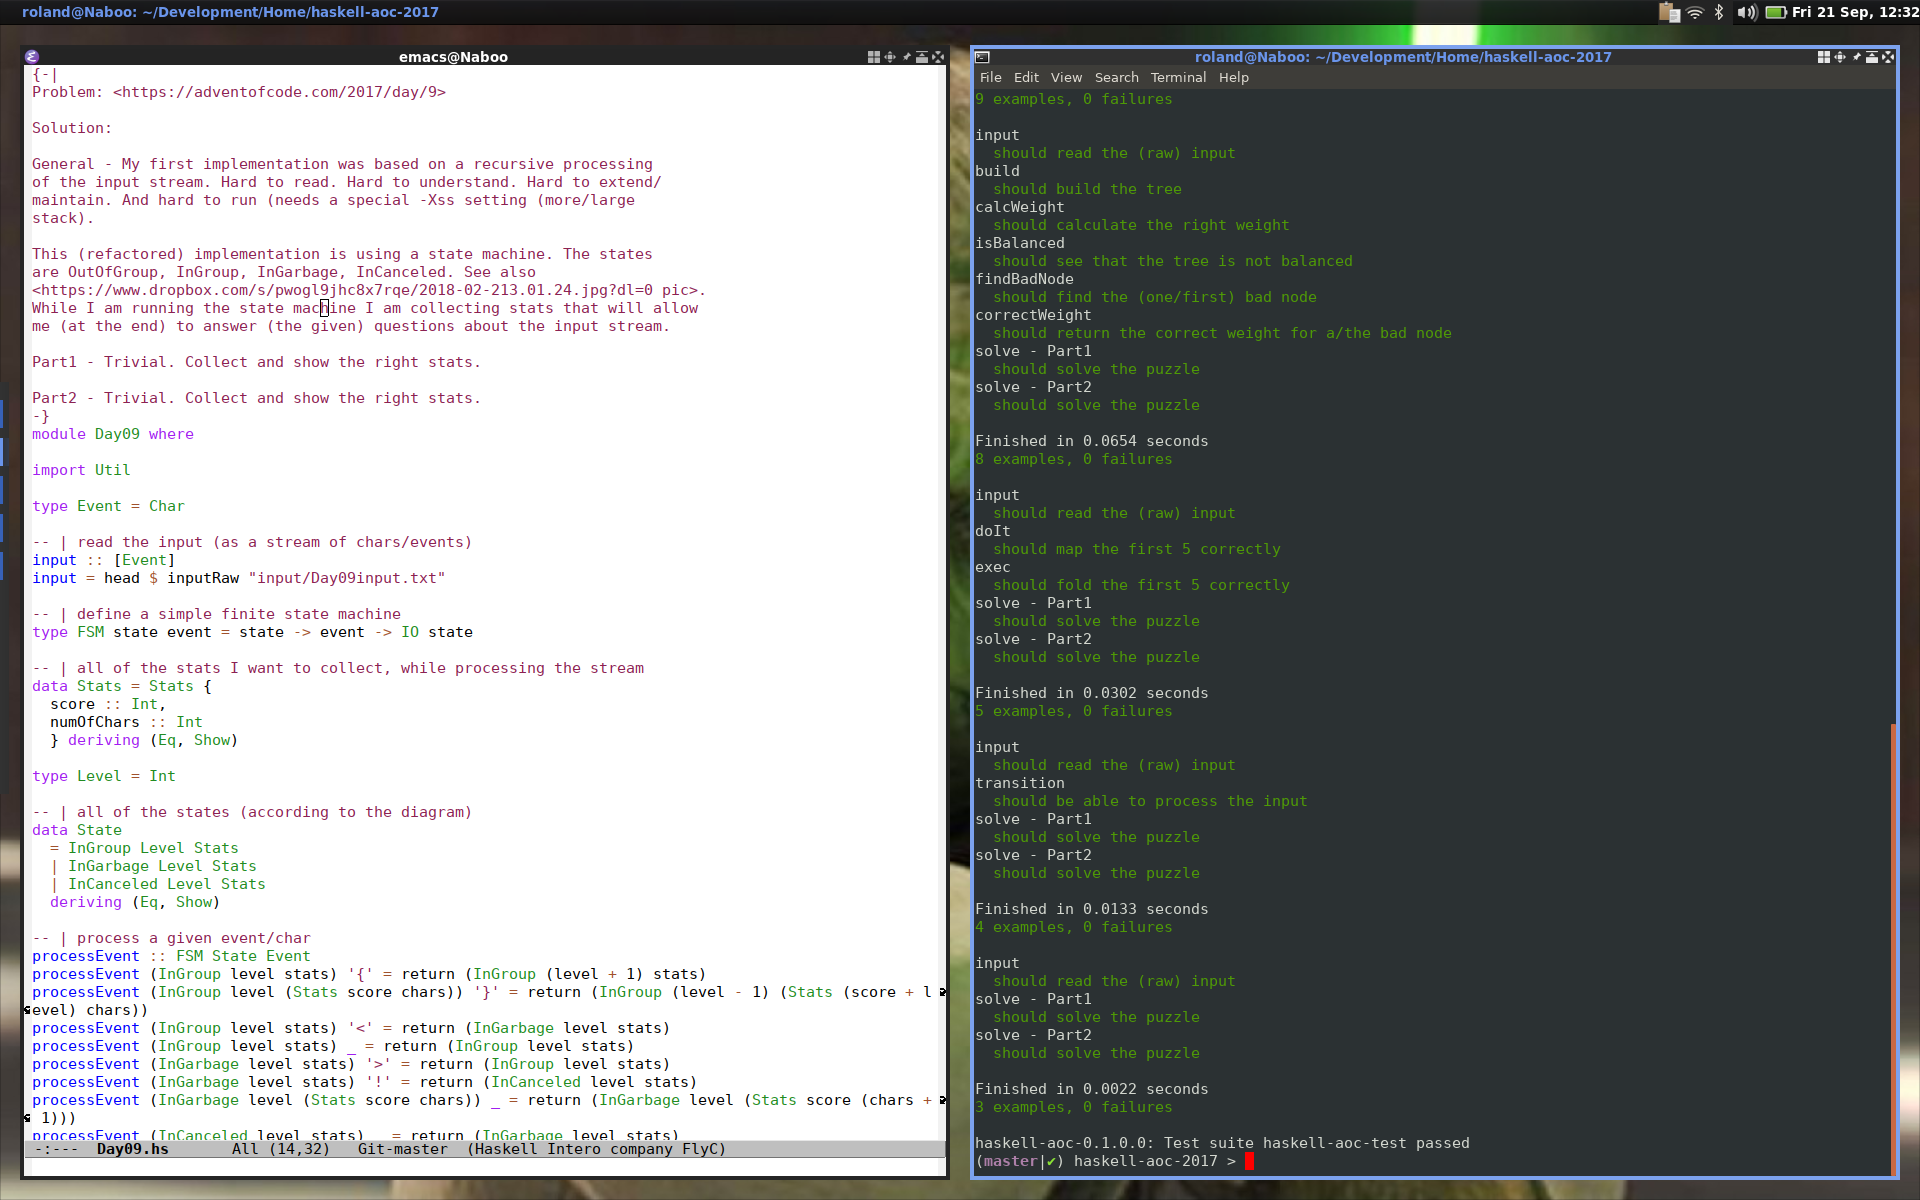 roland@Naboo: ~/Development/Home/haskell-aoc-2017
Fri 21 Sep, 12:32
emacs@Naboo
{-|
Problem: <https://adventofcode.com/2017/day/9>
Solution:
General - My first implementation was based on a recursive processing
of the input stream. Hard to read. Hard to understand. Hard to extend/
maintain. And hard to run (needs a special -Xss setting (more/large
stack).
This (refactored) implementation is using a state machine. The states
are OutOfGroup, InGroup, InGarbage, InCanceled. See also
<https://www.dropbox.com/s/pwogl9jhc8x7rqe/2018-02-213.01.24.jpg?dl=0 pic>.
While I am running the state machine I am collecting stats that will allow
me (at the end) to answer (the given) questions about the input stream.
Part1 - Trivial. Collect and show the right stats.
Part2 - Trivial. Collect and show the right stats.
-}
module Day09 where
import Util
type Event = Char
-- | read the input (as a stream of chars/events)
input :: [Event]
input = head $ inputRaw "input/Day09input.txt"
-- | define a simple finite state machine
type FSM state event = state -> event -> IO state
-- | all of the stats I want to collect, while processing the stream
data Stats = Stats {
  score :: Int,
  numOfChars :: Int
  } deriving (Eq, Show)
type Level = Int
-- | all of the states (according to the diagram)
data State
  = InGroup Level Stats
  | InGarbage Level Stats
  | InCanceled Level Stats
  deriving (Eq, Show)
-- | process a given event/char
processEvent :: FSM State Event
processEvent (InGroup level stats) '{' = return (InGroup (level + 1) stats)
processEvent (InGroup level (Stats score chars)) '}' = return (InGroup (level - 1) (Stats (score + l
evel) chars))
processEvent (InGroup level stats) '<' = return (InGarbage level stats)
processEvent (InGroup level stats) _ = return (InGroup level stats)
processEvent (InGarbage level stats) '>' = return (InGroup level stats)
processEvent (InGarbage level stats) '!' = return (InCanceled level stats)
processEvent (InGarbage level (Stats score chars)) _ = return (InGarbage level (Stats score (chars +
 1)))
processEvent (InCanceled level stats) _ = return (InGarbage level stats)
-:---  Day09.hs       All (14,32)   Git-master  (Haskell Intero company FlyC)
roland@Naboo: ~/Development/Home/haskell-aoc-2017
File Edit View Search Terminal Help
9 examples, 0 failures
input
  should read the (raw) input
build
  should build the tree
calcWeight
  should calculate the right weight
isBalanced
  should see that the tree is not balanced
findBadNode
  should find the (one/first) bad node
correctWeight
  should return the correct weight for a/the bad node
solve - Part1
  should solve the puzzle
solve - Part2
  should solve the puzzle
Finished in 0.0654 seconds
8 examples, 0 failures
input
  should read the (raw) input
doIt
  should map the first 5 correctly
exec
  should fold the first 5 correctly
solve - Part1
  should solve the puzzle
solve - Part2
  should solve the puzzle
Finished in 0.0302 seconds
5 examples, 0 failures
input
  should read the (raw) input
transition
  should be able to process the input
solve - Part1
  should solve the puzzle
solve - Part2
  should solve the puzzle
Finished in 0.0133 seconds
4 examples, 0 failures
input
  should read the (raw) input
solve - Part1
  should solve the puzzle
solve - Part2
  should solve the puzzle
Finished in 0.0022 seconds
3 examples, 0 failures
haskell-aoc-0.1.0.0: Test suite haskell-aoc-test passed
(master|✔) haskell-aoc-2017 >